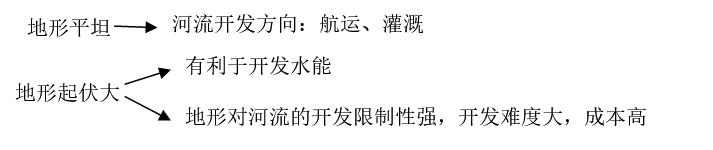 地形平坦 河流开发方向：航运、灌溉
有利于开发水能
地形起伏大
地形对河流的开发限制性强，开发难度大，成本高